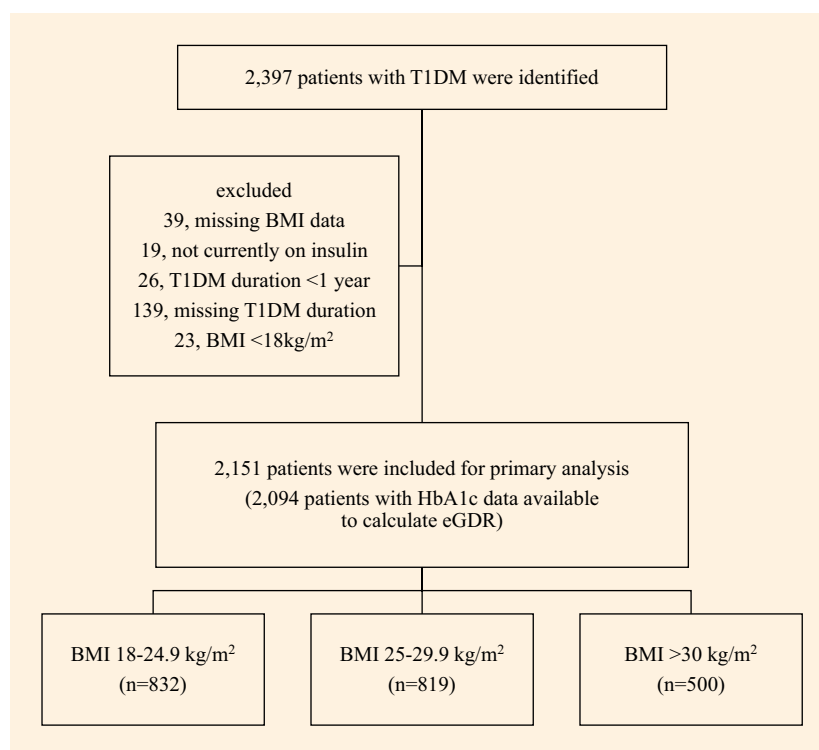 2,397 patients with T1DM were identified
excluded
39, missing BMI data
19, not currently on insulin
26, T1DM duration <1 year
139, missing T1DM duration
23, BMI <18kg/m²
2,151 patients were included for primary analysis
(2,094 patients with HbA1c data available
to calculate eGDR)
BMI 18-24.9 kg/m²
(n=832)
BMI 25-29.9 kg/m²
(n=819)
BMI >30 kg/m²
(n=500)